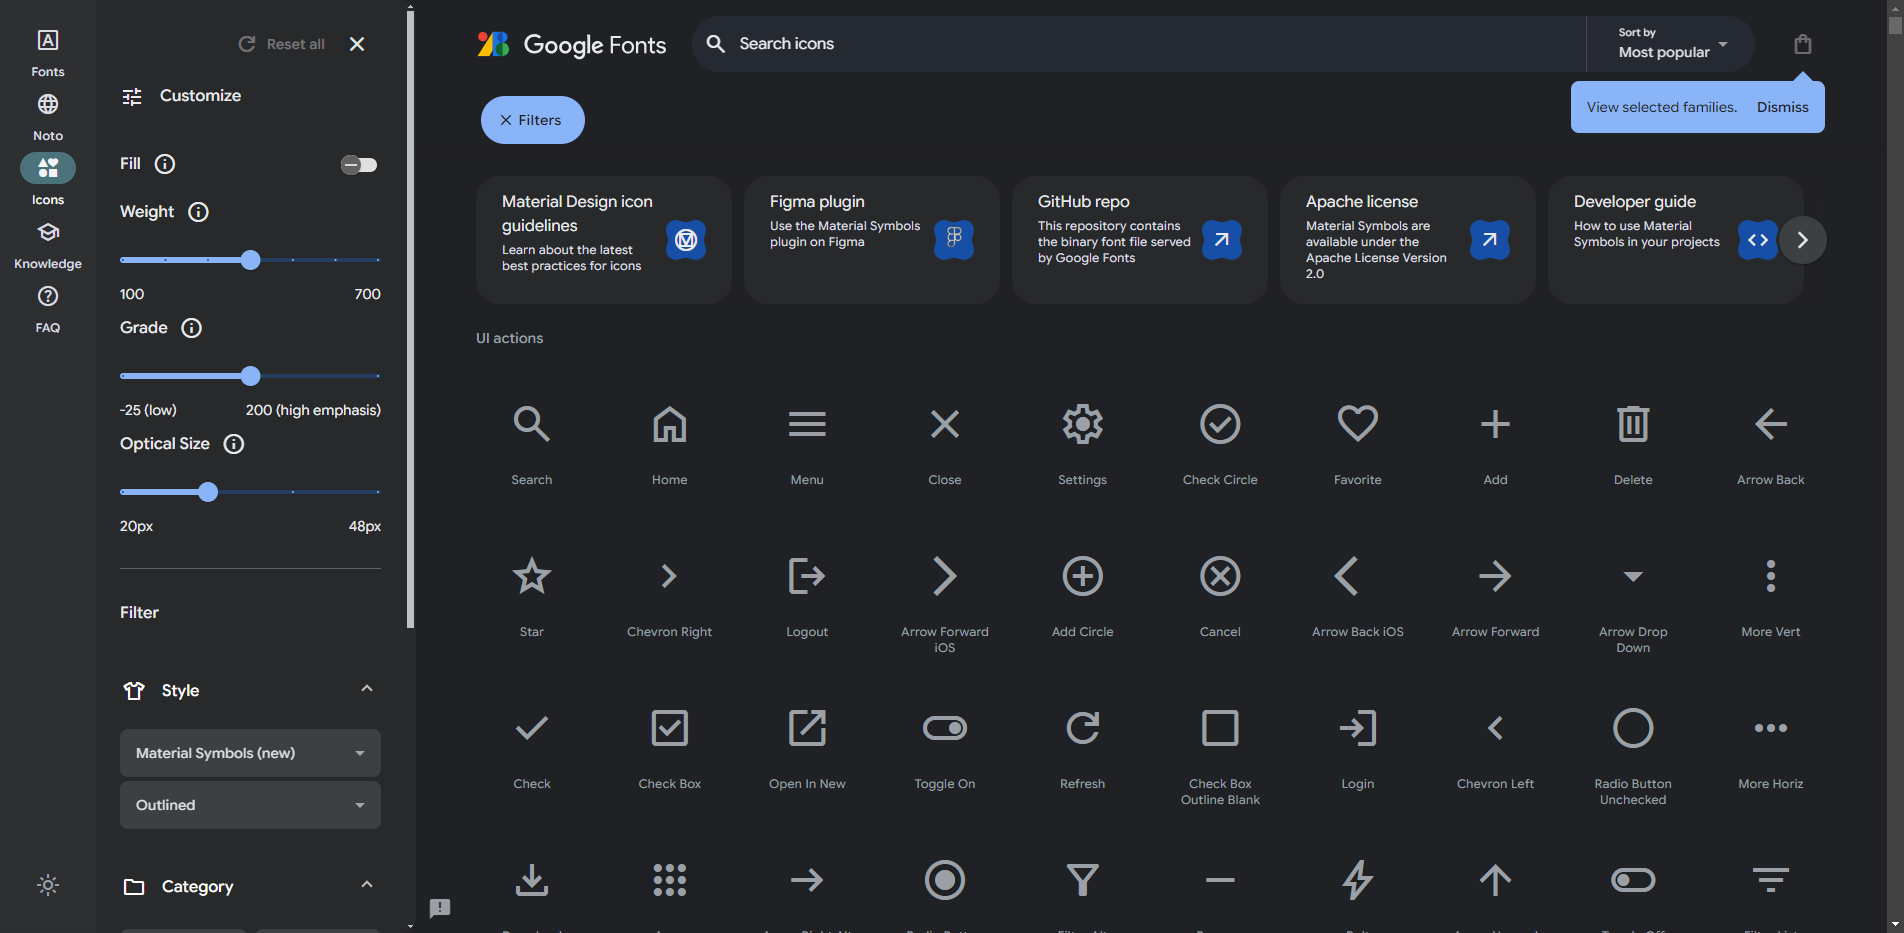 Fonts
Noto
Icons
Knowledge
FAQ
Reset all
Customize
Fill
Weight
100 700
Grade
-25 (low) 200 (high emphasis)
Optical Size
20px 48px
Filter
Style
Material Symbols (new)
Outlined
Category
Google Fonts
Search icons
Sort by
Most popular
View selected families. Dismiss
Filters
Material Design icon
guidelines
Learn about the latest
best practices for icons
Figma plugin
Use the Material Symbols
plugin on Figma
GitHub repo
This repository contains
the binary font file served
by Google Fonts
Apache license
Material Symbols are
available under the
Apache License Version
2.0
Developer guide
How to use Material
Symbols in your projects
UI actions
Search
Home
Menu
Close
Settings
Check Circle
Favorite
Add
Delete
Arrow Back
Star
Chevron Right
Logout
Arrow Forward
iOS
Add Circle
Cancel
Arrow Back iOS
Arrow Forward
Arrow Drop
Down
More Vert
Check
Check Box
Open In New
Toggle On
Refresh
Check Box
Outline Blank
Login
Chevron Left
Radio Button
Unchecked
More Horiz